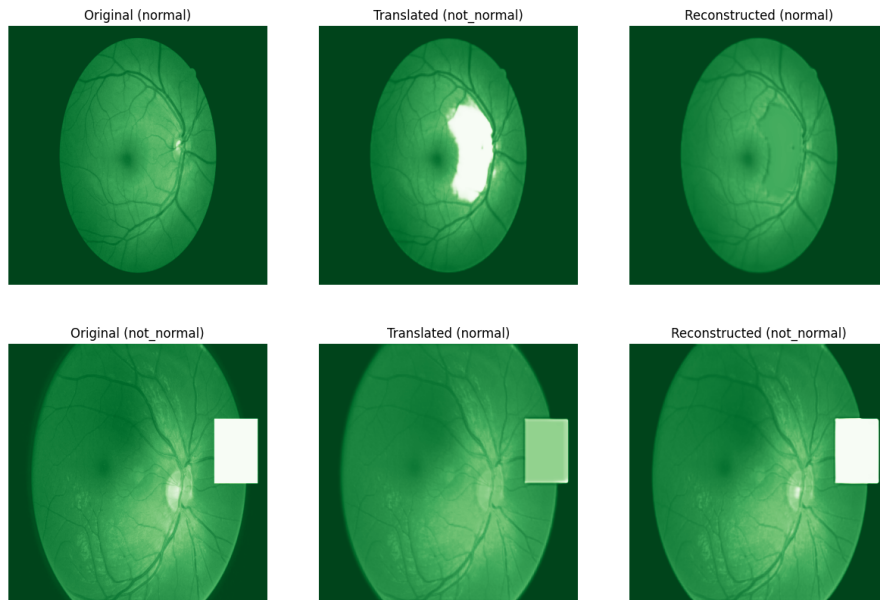 Original (normal)
Translated (not_normal)
Reconstructed (normal)
Original (not_normal)
Translated (normal)
Reconstructed (not_normal)